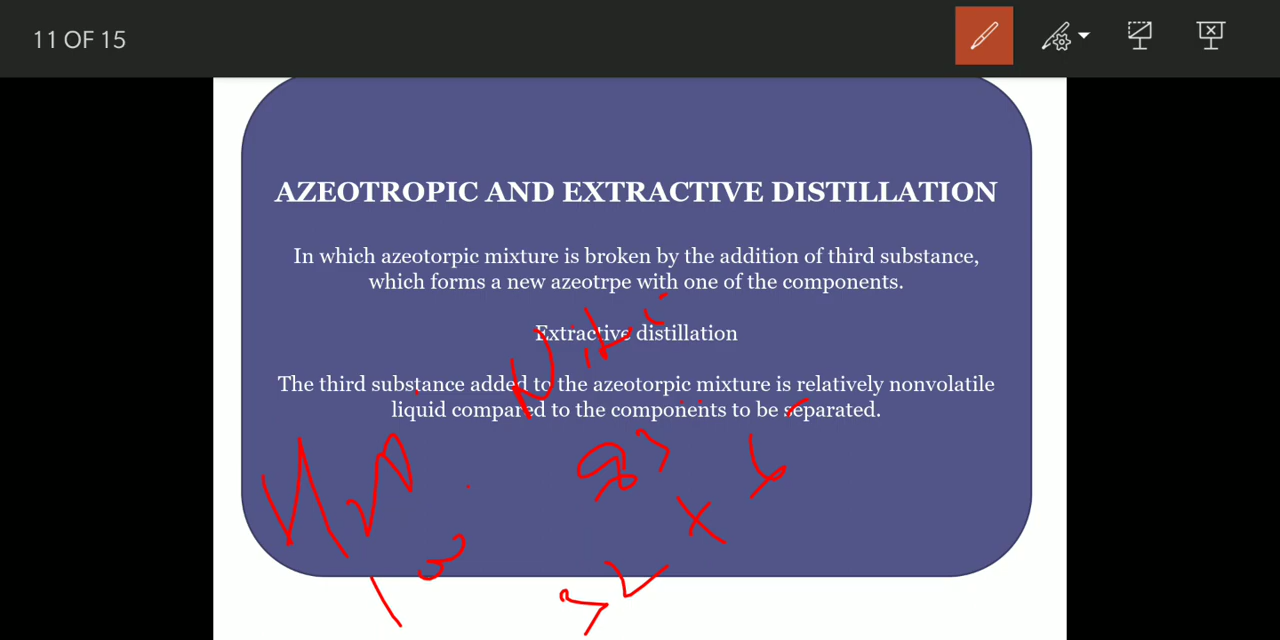 11 OF 15
AZEOTROPIC AND EXTRACTIVE DISTILLATION
In which azeotorpic mixture is broken by the addition of third substance,
which forms a new azeotrpe with one of the components.
Extractive distillation
The third substance added to the azeotorpic mixture is relatively nonvolatile
liquid compared to the components to be separated.